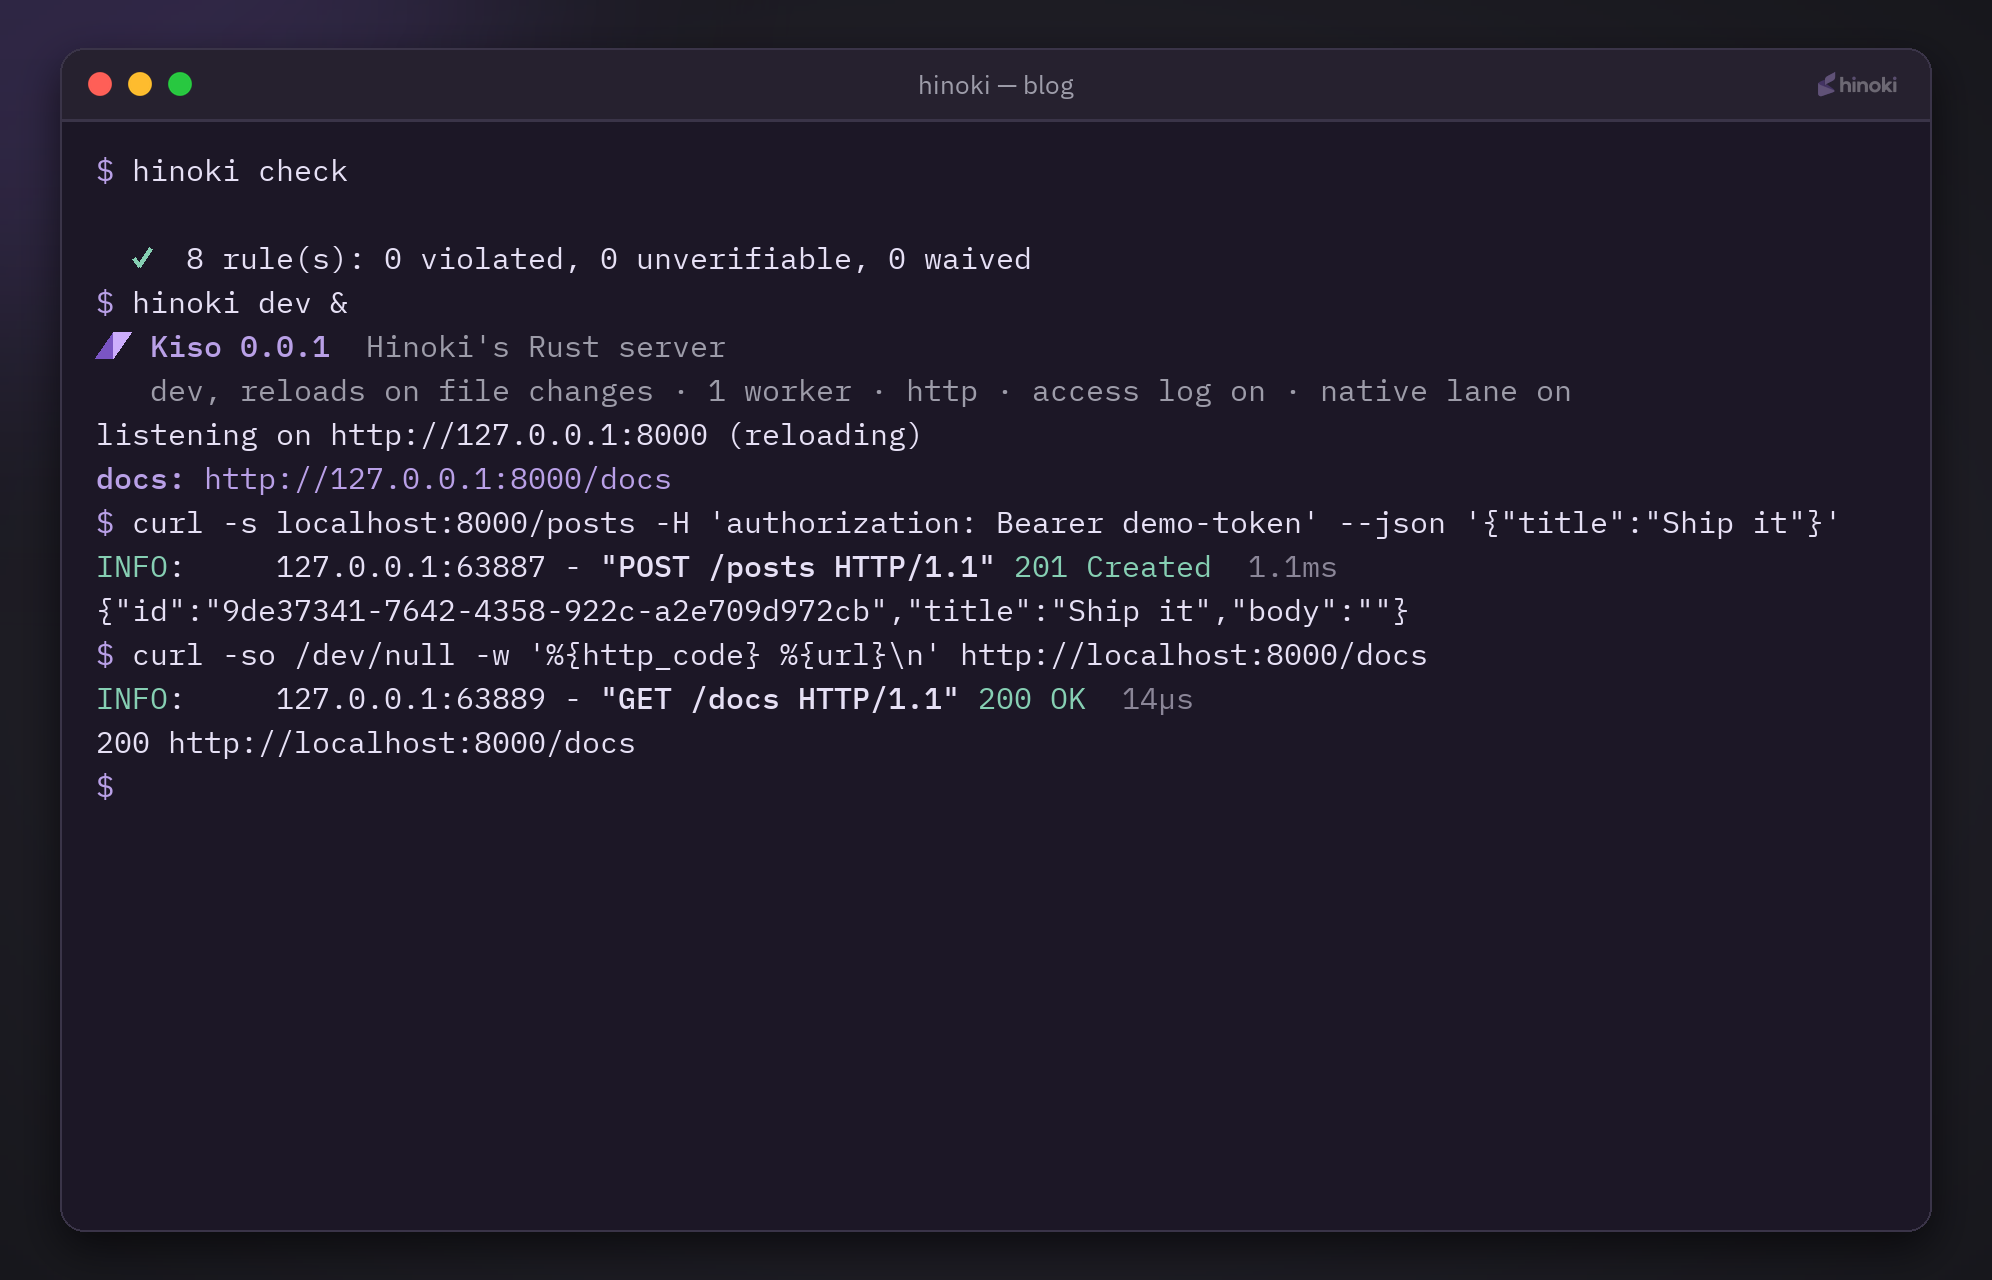 hinoki — blog
hinoki
$ hinoki check
✓ 8 rule(s): 0 violated, 0 unverifiable, 0 waived
$ hinoki dev &
Kiso 0.0.1  Hinoki's Rust server
dev, reloads on file changes · 1 worker · http · access log on · native lane on
listening on http://127.0.0.1:8000 (reloading)
docs: http://127.0.0.1:8000/docs
$ curl -s localhost:8000/posts -H 'authorization: Bearer demo-token' --json '{"title":"Ship it"}'
INFO:     127.0.0.1:63887 - "POST /posts HTTP/1.1" 201 Created  1.1ms
{"id":"9de37341-7642-4358-922c-a2e709d972cb","title":"Ship it","body":""}
$ curl -so /dev/null -w '%{http_code} %{url}\n' http://localhost:8000/docs
INFO:     127.0.0.1:63889 - "GET /docs HTTP/1.1" 200 OK  14µs
200 http://localhost:8000/docs
$